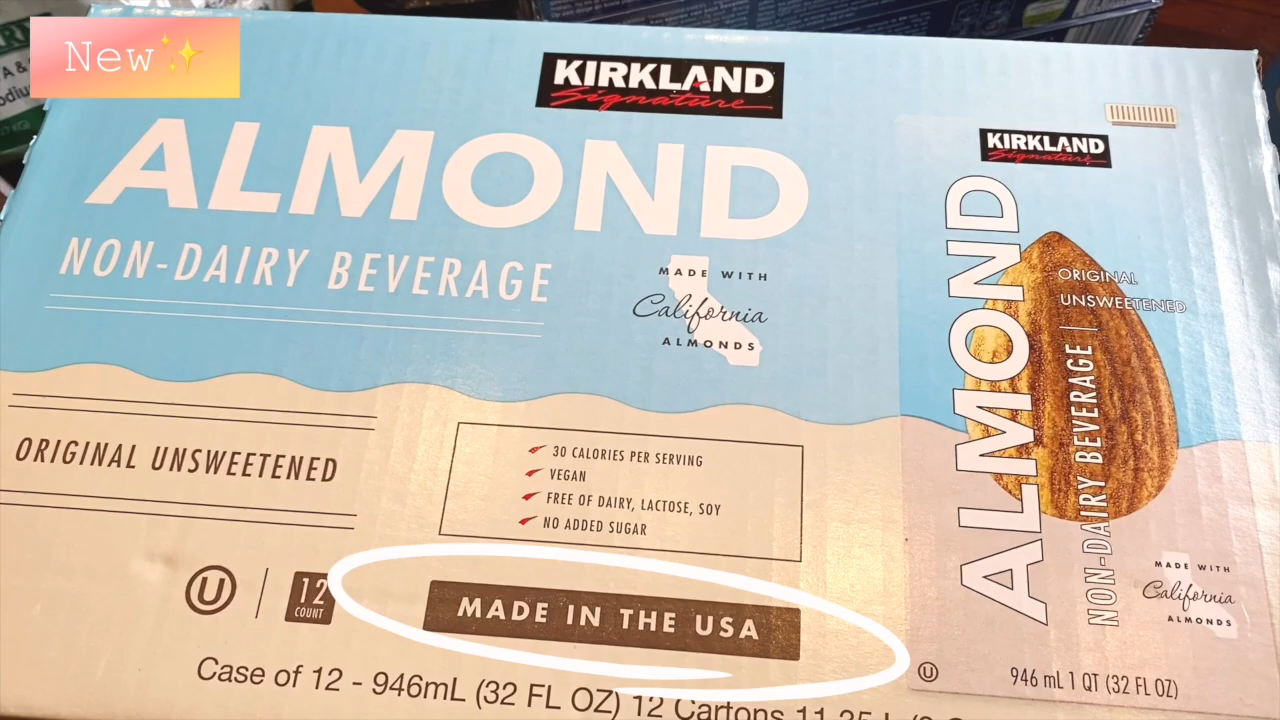 New✨
KIRKLAND
Signature
ALMOND
NON-DAIRY BEVERAGE
MADE WITH
California
ALMONDS
ORIGINAL UNSWEETENED
30 CALORIES PER SERVING
VEGAN
FREE OF DAIRY, LACTOSE, SOY
NO ADDED SUGAR
U
12
COUNT
MADE IN THE USA
Case of 12 - 946mL (32 FL OZ) 12 Cartons
KIRKLAND
Signature
ALMOND
NON-DAIRY BEVERAGE |
ORIGINAL
UNSWEETENED
MADE WITH
California
ALMONDS
U
946 mL 1 QT (32 FL OZ)